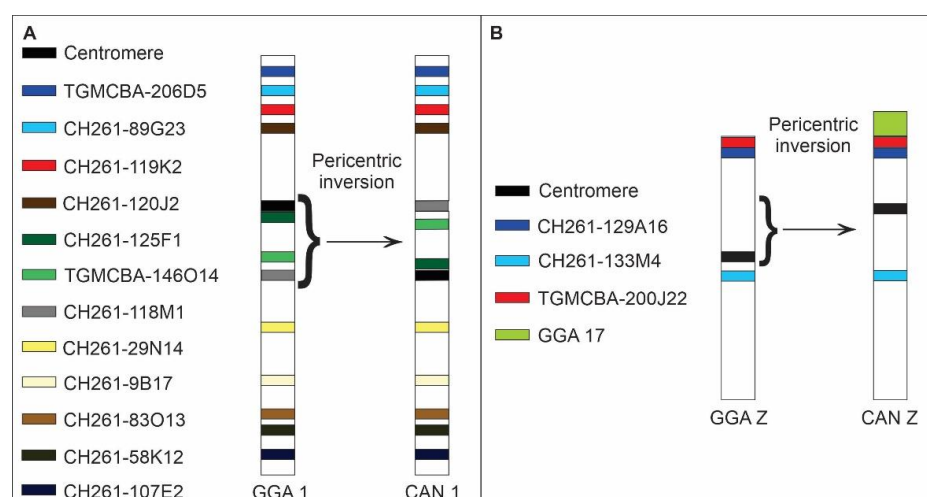 A
Centromere
TGMCBA-206D5
CH261-89G23
CH261-119K2
CH261-120J2
CH261-125F1
TGMCBA-146O14
CH261-118M1
CH261-29N14
CH261-9B17
CH261-83O13
CH261-58K12
CH261-107E2
Pericentric
inversion
GGA 1
CAN 1
B
Centromere
CH261-129A16
CH261-133M4
TGMCBA-200J22
GGA 17
Pericentric
inversion
GGA Z
CAN Z